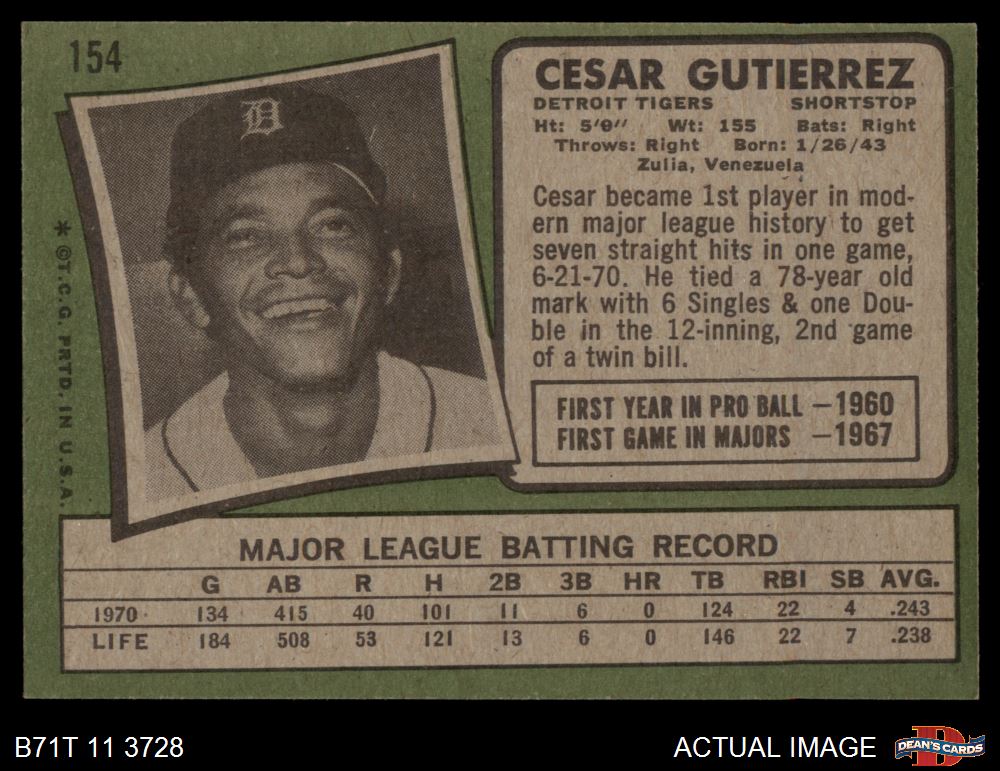 154
CESAR GUTIERREZ
DETROIT TIGERS SHORTSTOP
Ht: 5'9" Wt: 155 Bats: Right
Throws: Right Born: 1/26/43
Zulia, Venezuela
Cesar became 1st player in mod-
ern major league history to get
seven straight hits in one game,
6-21-70. He tied a 78-year old
mark with 6 Singles & one Dou-
ble in the 12-inning, 2nd game
of a twin bill.
FIRST YEAR IN PRO BALL – 1960
FIRST GAME IN MAJORS – 1967
* ©T.C.G. PRTD. IN U.S.A.
MAJOR LEAGUE BATTING RECORD
G AB R H 2B 3B HR TB RBI SB AVG.
1970 134 415 40 101 11 6 0 124 22 4 .243
LIFE 184 508 53 121 13 6 0 146 22 7 .238
B71T 11 3728
ACTUAL IMAGE
DEAN'S CARDS